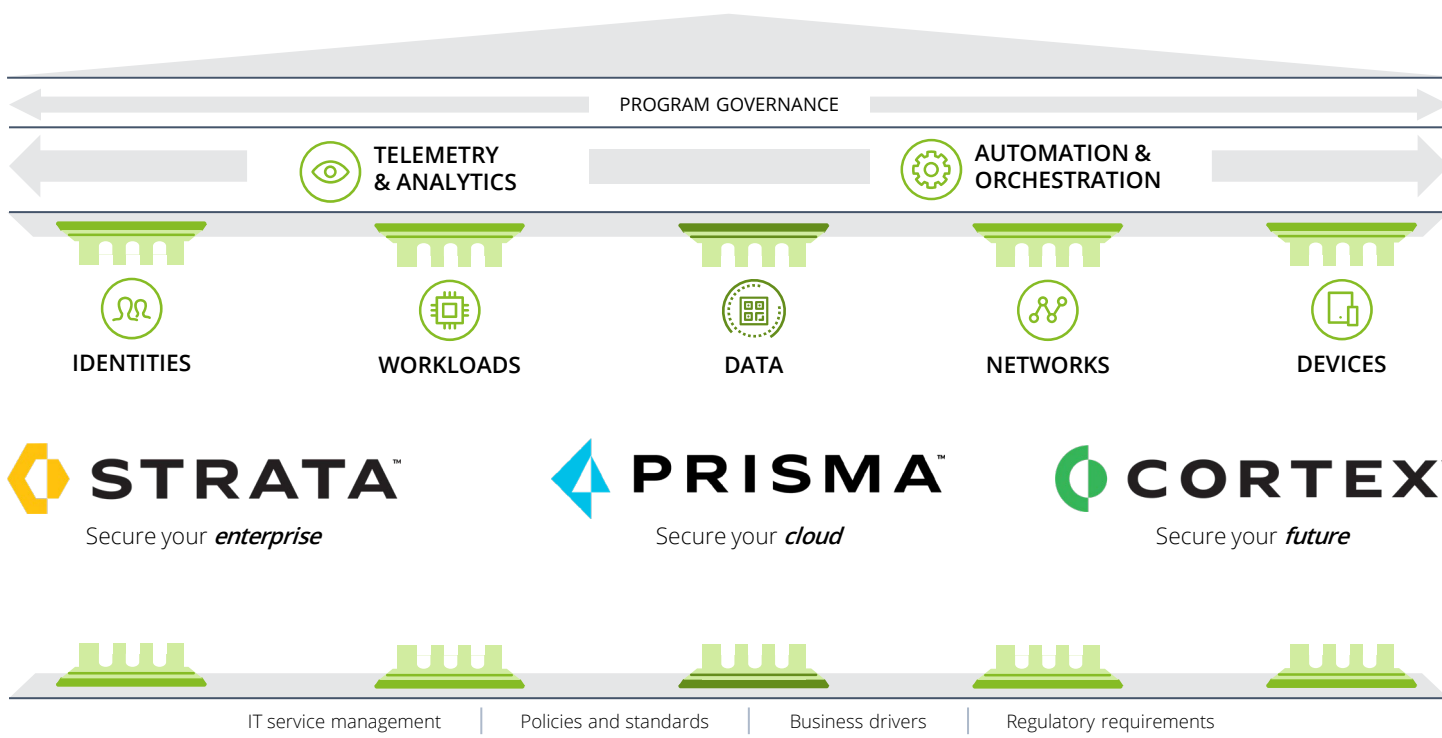 PROGRAM GOVERNANCE
TELEMETRY
& ANALYTICS
AUTOMATION &
ORCHESTRATION
IDENTITIES
WORKLOADS
DATA
NETWORKS
DEVICES
STRATA™
PRISMA™
CORTEX
Secure your enterprise
Secure your cloud
Secure your future
IT service management
Policies and standards
Business drivers
Regulatory requirements